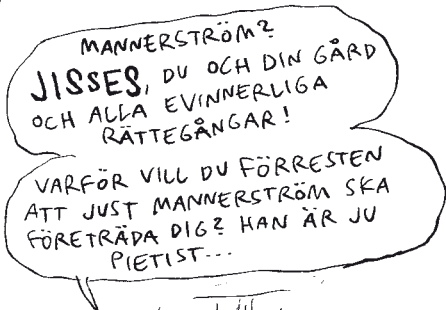 MANNERSTRÖM?
JISSES, DU OCH DIN GÅRD
OCH ALLA EVINNERLIGA
RÄTTEGÅNGAR!
VARFÖR VILL DU FÖRRESTEN
ATT JUST MANNERSTRÖM SKA
FÖRETRÄDA DIG? HAN ÄR JU
PIETIST...